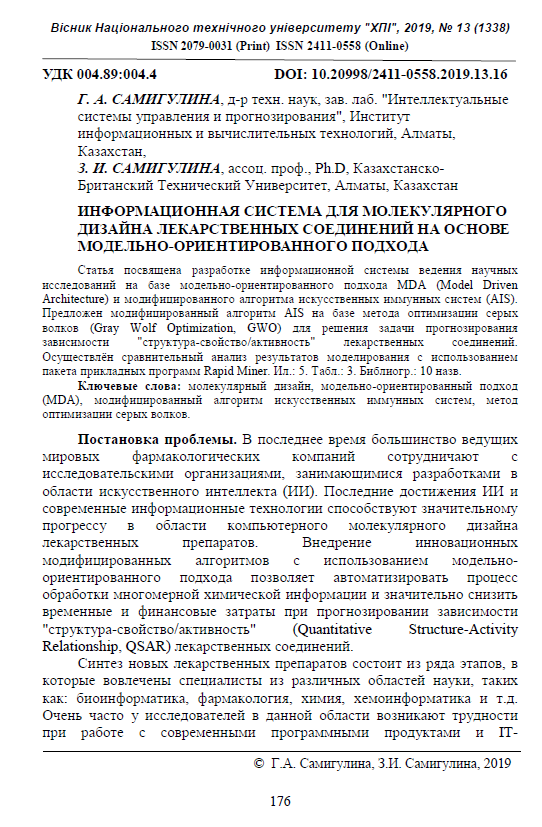 Вісник Національного технічного університету "ХПІ", 2019, № 13 (1338)
ISSN 2079-0031 (Print) ISSN 2411-0558 (Online)
УДК 004.89:004.4 DOI: 10.20998/2411-0558.2019.13.16
Г. А. САМИГУЛИНА, д-р техн. наук, зав. лаб. "Интеллектуальные
системы управления и прогнозирования", Институт
информационных и вычислительных технологий, Алматы,
Казахстан,
З. И. САМИГУЛИНА, ассоц. проф., Ph.D, Казахстанско-
Британский Технический Университет, Алматы, Казахстан
ИНФОРМАЦИОННАЯ СИСТЕМА ДЛЯ МОЛЕКУЛЯРНОГО
ДИЗАЙНА ЛЕКАРСТВЕННЫХ СОЕДИНЕНИЙ НА ОСНОВЕ
МОДЕЛЬНО-ОРИЕНТИРОВАННОГО ПОДХОДА
Статья посвящена разработке информационной системы ведения научных
исследований на базе модельно-ориентированного подхода MDA (Model Driven
Architecture) и модифицированного алгоритма искусственных иммунных систем (AIS).
Предложен модифицированный алгоритм AIS на базе метода оптимизации серых
волков (Gray Wolf Optimization, GWO) для решения задачи прогнозирования
зависимости "структура-свойство/активность" лекарственных соединений.
Осуществлён сравнительный анализ результатов моделирования с использованием
пакета прикладных программ Rapid Miner. Ил.: 5. Табл.: 3. Библиогр.: 10 назв.
Ключевые слова: молекулярный дизайн, модельно-ориентированный подход
(MDA), модифицированный алгоритм искусственных иммунных систем, метод
оптимизации серых волков.
Постановка проблемы. В последнее время большинство ведущих
мировых фармакологических компаний сотрудничают с
исследовательскими организациями, занимающимися разработками в
области искусственного интеллекта (ИИ). Последние достижения ИИ и
современные информационные технологии способствуют значительному
прогрессу в области компьютерного молекулярного дизайна
лекарственных препаратов. Внедрение инновационных
модифицированных алгоритмов с использованием модельно-
ориентированного подхода позволяет автоматизировать процесс
обработки многомерной химической информации и значительно снизить
временные и финансовые затраты при прогнозировании зависимости
"структура-свойство/активность" (Quantitative Structure-Activity
Relationship, QSAR) лекарственных соединений.
Синтез новых лекарственных препаратов состоит из ряда этапов, в
которые вовлечены специалисты из различных областей науки, таких
как: биоинформатика, фармакология, химия, хемоинформатика и т.д.
Очень часто у исследователей в данной области возникают трудности
при работе с современными программными продуктами и IT-
© Г.А. Самигулина, З.И. Самигулина, 2019
176